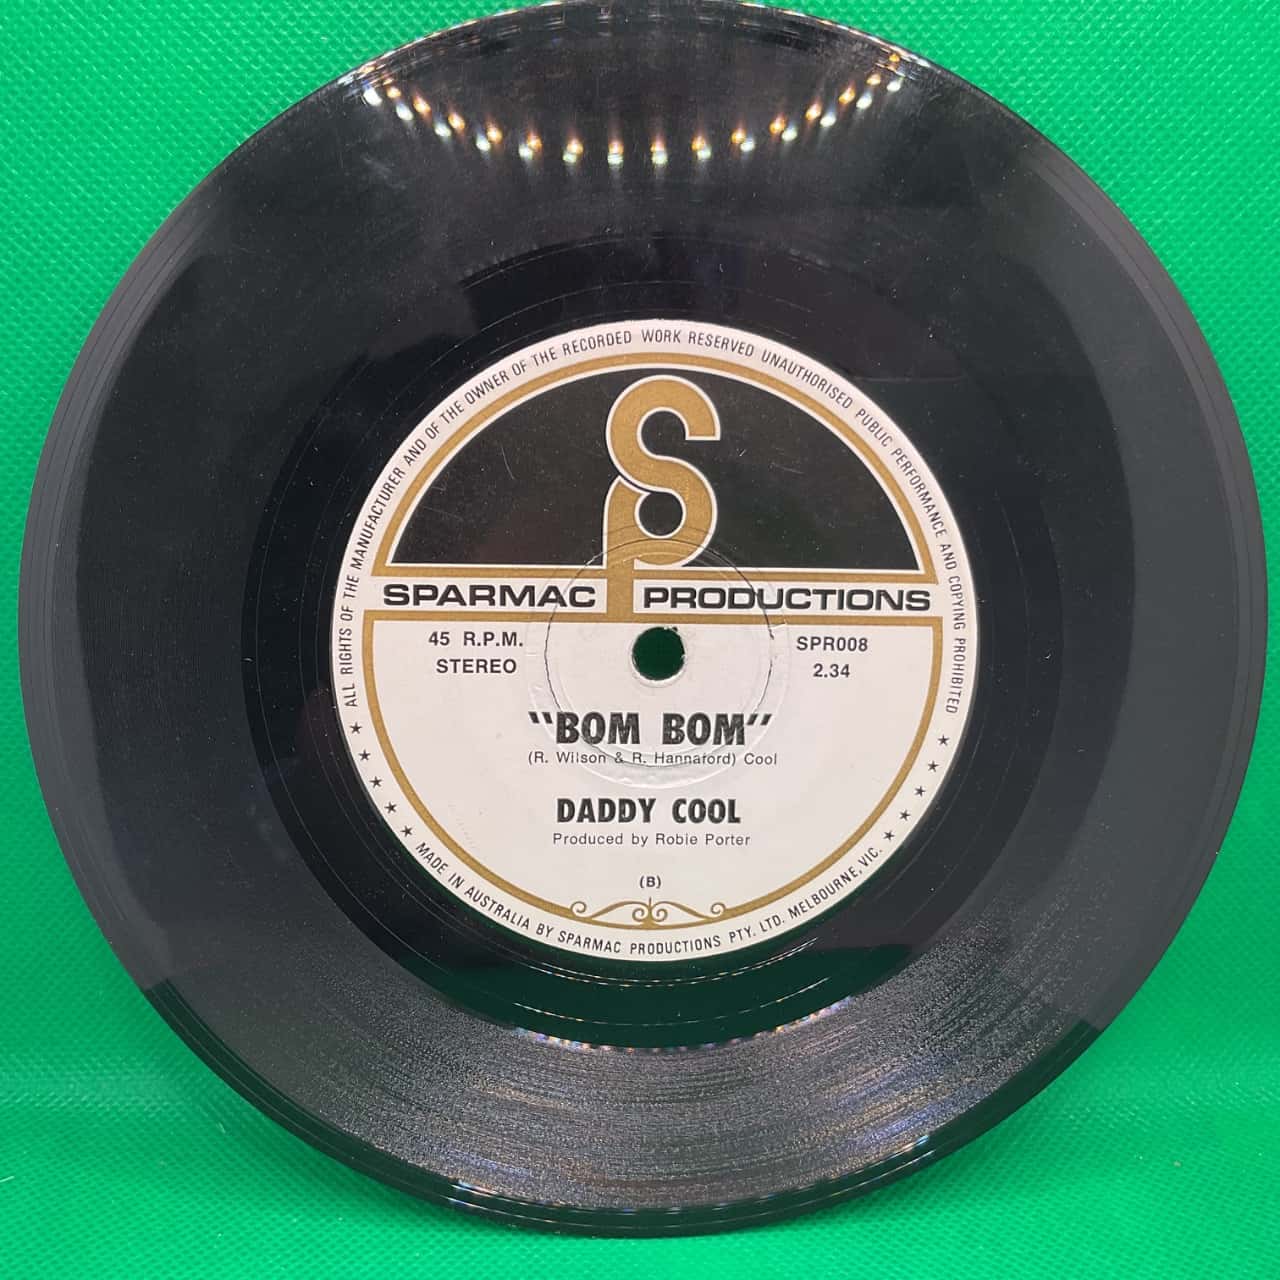 ALL RIGHTS OF THE MANUFACTURER AND OF THE OWNER OF THE RECORDED WORK RESERVED UNAUTHORISED PUBLIC PERFORMANCE AND COPYING PROHIBITED
SP
SPARMAC PRODUCTIONS
45 R.P.M. SPR008
STEREO 2.34
"BOM BOM"
(R. Wilson & R. Hannaford) Cool
DADDY COOL
Produced by Robie Porter
(B)
★ ★ ★ ★ ★ MADE IN AUSTRALIA BY SPARMAC PRODUCTIONS PTY. LTD. MELBOURNE, VIC. ★ ★ ★ ★ ★